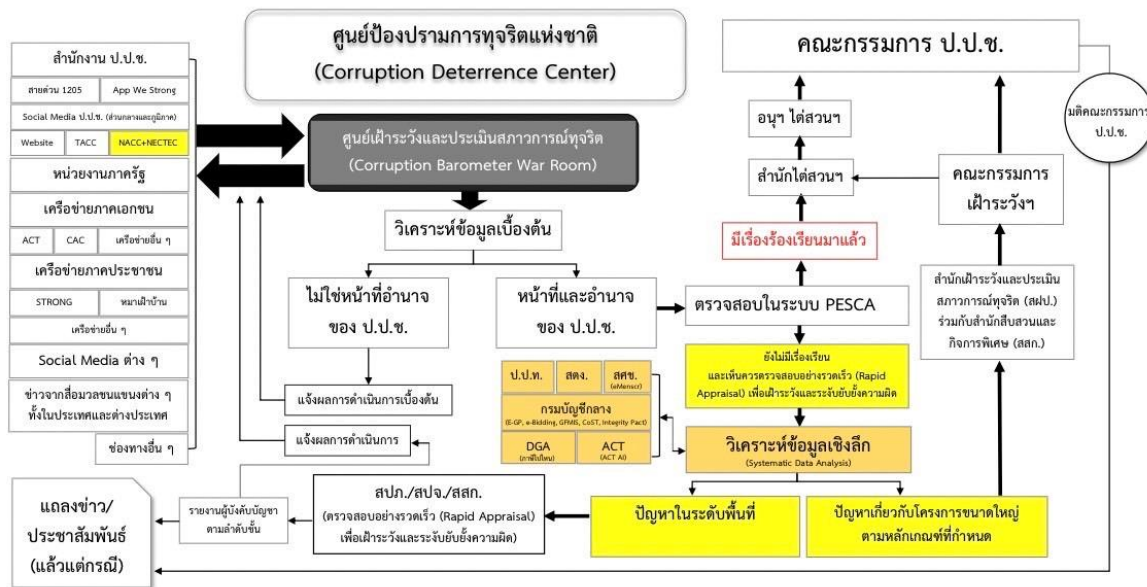 ศูนย์ป้องปรามการทุจริตแห่งชาติ
(Corruption Deterrence Center)
คณะกรรมการ ป.ป.ช.
มติคณะกรรมการ
ป.ป.ช.
สำนักงาน ป.ป.ช.
สายด่วน 1205
App We Strong
Social Media ป.ป.ช. (ส่วนกลางและภูมิภาค)
Website
TACC
NACC+NECTEC
หน่วยงานภาครัฐ
เครือข่ายภาคเอกชน
ACT
CAC
เครือข่ายอื่น ๆ
เครือข่ายภาคประชาชน
STRONG
หมาเฝ้าบ้าน
เครือข่ายอื่น ๆ
Social Media ต่าง ๆ
ข่าวจากสื่อมวลชนแขนงต่าง ๆ
ทั้งในประเทศและต่างประเทศ
ช่องทางอื่น ๆ
ศูนย์เฝ้าระวังและประเมินสภาวการณ์ทุจริต
(Corruption Barometer War Room)
วิเคราะห์ข้อมูลเบื้องต้น
ไม่ใช่หน้าที่อำนาจ
ของ ป.ป.ช.
หน้าที่และอำนาจ
ของ ป.ป.ช.
แจ้งผลการดำเนินการเบื้องต้น
แจ้งผลการดำเนินการ
อนุฯ ไต่สวนฯ
สำนักไต่สวนฯ
มีเรื่องร้องเรียนมาแล้ว
ตรวจสอบในระบบ PESCA
คณะกรรมการ
เฝ้าระวังฯ
สำนักเฝ้าระวังและประเมิน
สภาวการณ์ทุจริต (สฝป.)
ร่วมกับสำนักสืบสวนและ
กิจการพิเศษ (สสก.)
ยังไม่มีเรื่องเรียน
และเห็นควรตรวจสอบอย่างรวดเร็ว (Rapid
Appraisal) เพื่อเฝ้าระวังและระงับยับยั้งความผิด
ป.ป.ท.
สตง.
สศช.
(eMenscr)
กรมบัญชีกลาง
(E-GP, e-Bidding, GFMIS, CoST, Integrity Pact)
DGA
(ภาษีไปไหน)
ACT
(ACT AI)
วิเคราะห์ข้อมูลเชิงลึก
(Systematic Data Analysis)
ปัญหาในระดับพื้นที่
ปัญหาเกี่ยวกับโครงการขนาดใหญ่
ตามหลักเกณฑ์ที่กำหนด
สปภ./สปจ./สสก.
(ตรวจสอบอย่างรวดเร็ว (Rapid Appraisal)
เพื่อเฝ้าระวังและระงับยับยั้งความผิด)
รายงานผู้บังคับบัญชา
ตามลำดับชั้น
แถลงข่าว/
ประชาสัมพันธ์
(แล้วแต่กรณี)